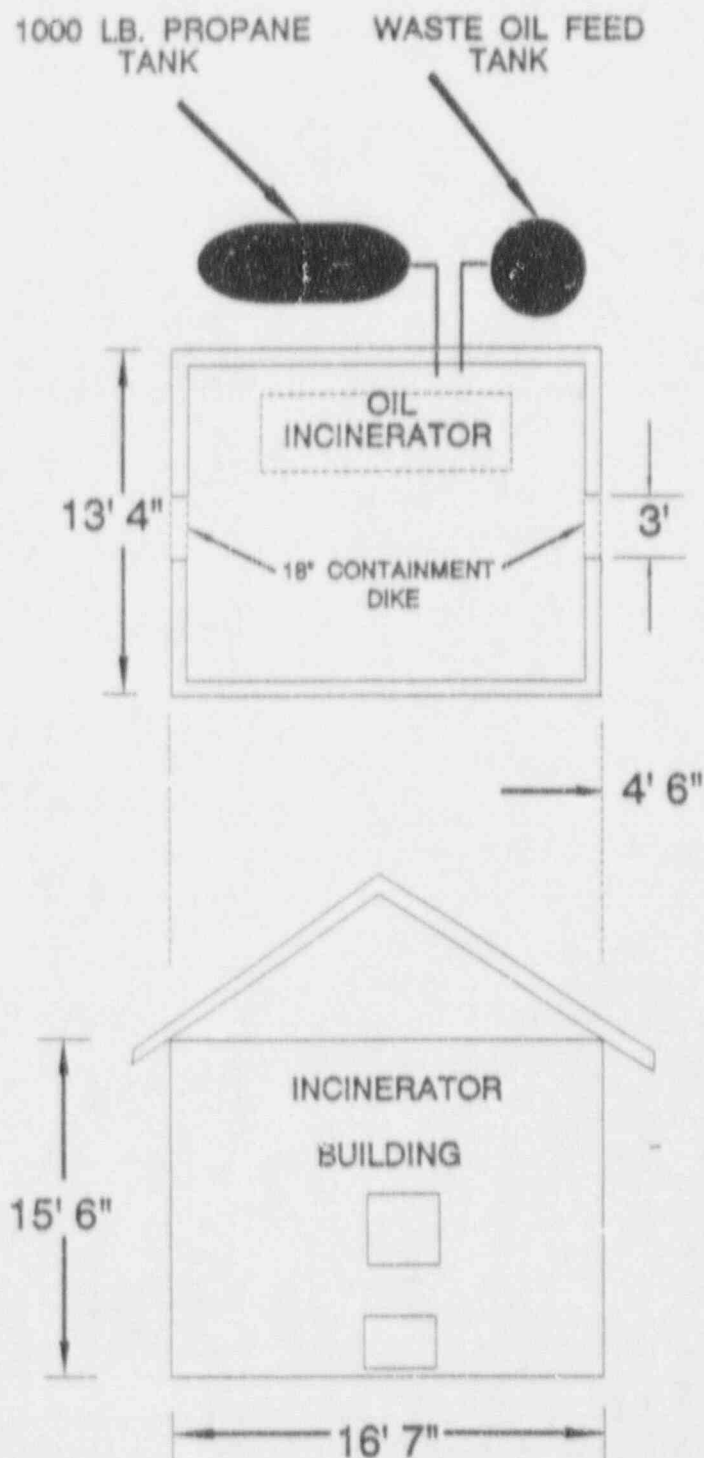 1000 LB. PROPANE
TANK
WASTE OIL FEED
TANK
OIL
INCINERATOR
13' 4"
3'
18" CONTAINMENT
DIKE
4' 6"
INCINERATOR
BUILDING
15' 6"
16' 7"